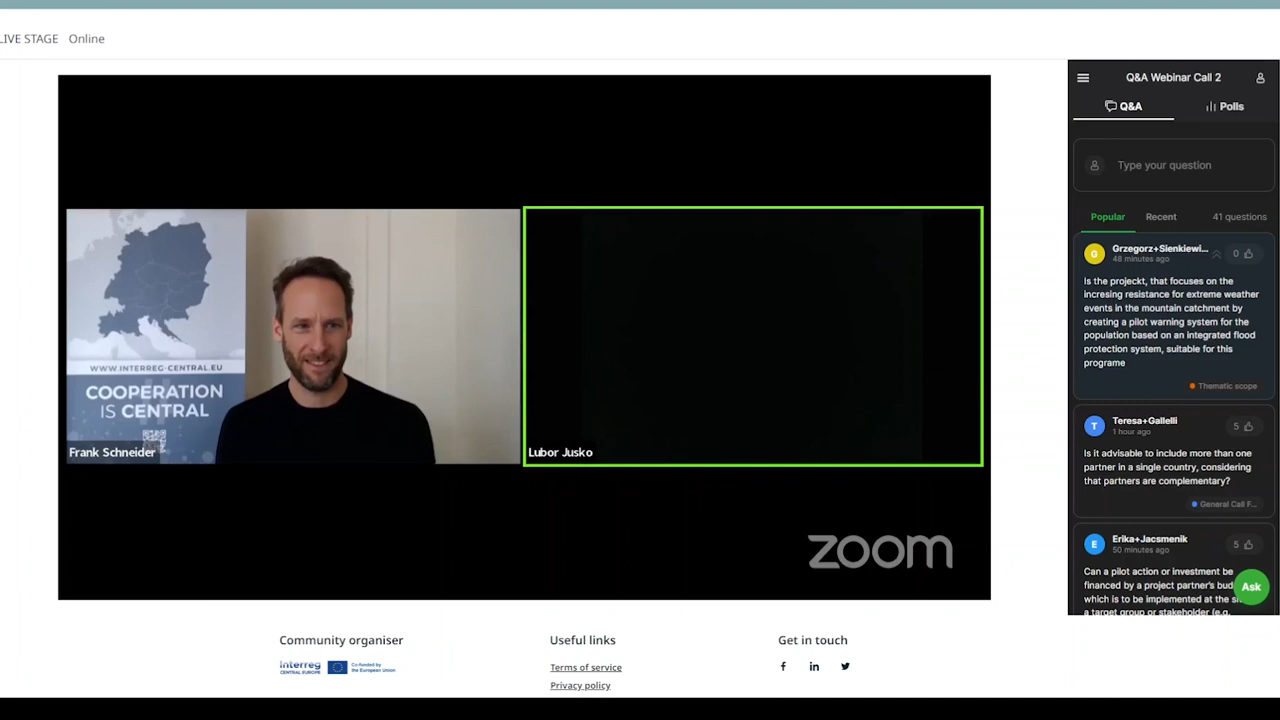 LIVE STAGE Online
WWW.INTERREG-CENTRAL.EU
COOPERATION
IS CENTRAL
Frank Schneider
Lubor Jusko
zoom
Q&A Webinar Call 2
Q&A Polls
Type your question
Popular Recent 41 questions
G Grzegorz+Sienkiewi... 0
48 minutes ago
Is the projeckt, that focuses on the
incresing resistance for extreme weather
events in the mountain catchment by
creating a pilot warning system for the
population based on an integrated flood
protection system, suitable for this
programe
Thematic scope
T Teresa+Gallelli 5
1 hour ago
Is it advisable to include more than one
partner in a single country, considering
that partners are complementary?
General Call F...
E Erika+Jacsmenik 5
50 minutes ago
Can a pilot action or investment be
financed by a project partner's bud
which is to be implemented at the si
a target group or stakeholder (e.g.
Ask
Community organiser
Interreg
CENTRAL EUROPE
Co-funded by
the European Union
Useful links
Terms of service
Privacy policy
Get in touch